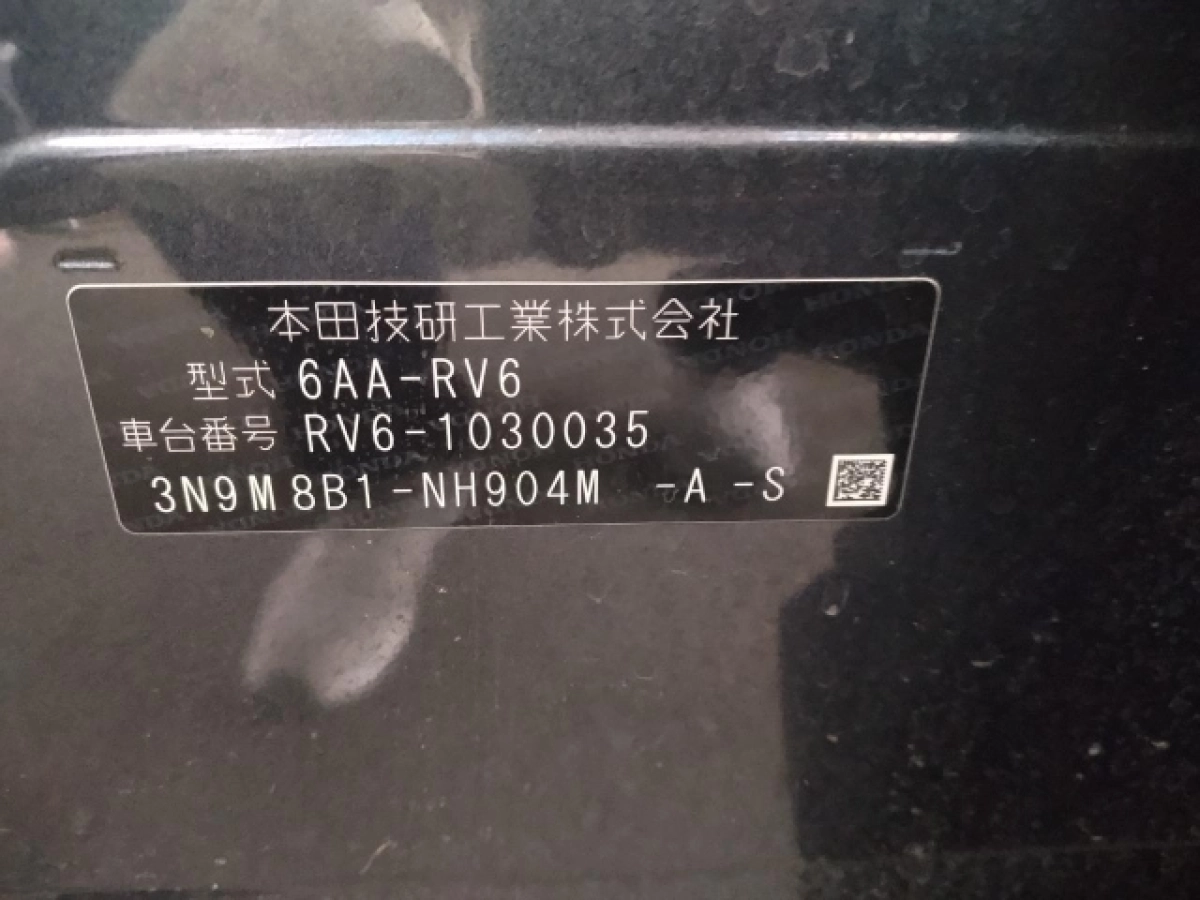 本田技研工業株式会社
型式 6AA-RV6
車台番号 RV6-1030035
3N9M8B1-NH904M -A -S